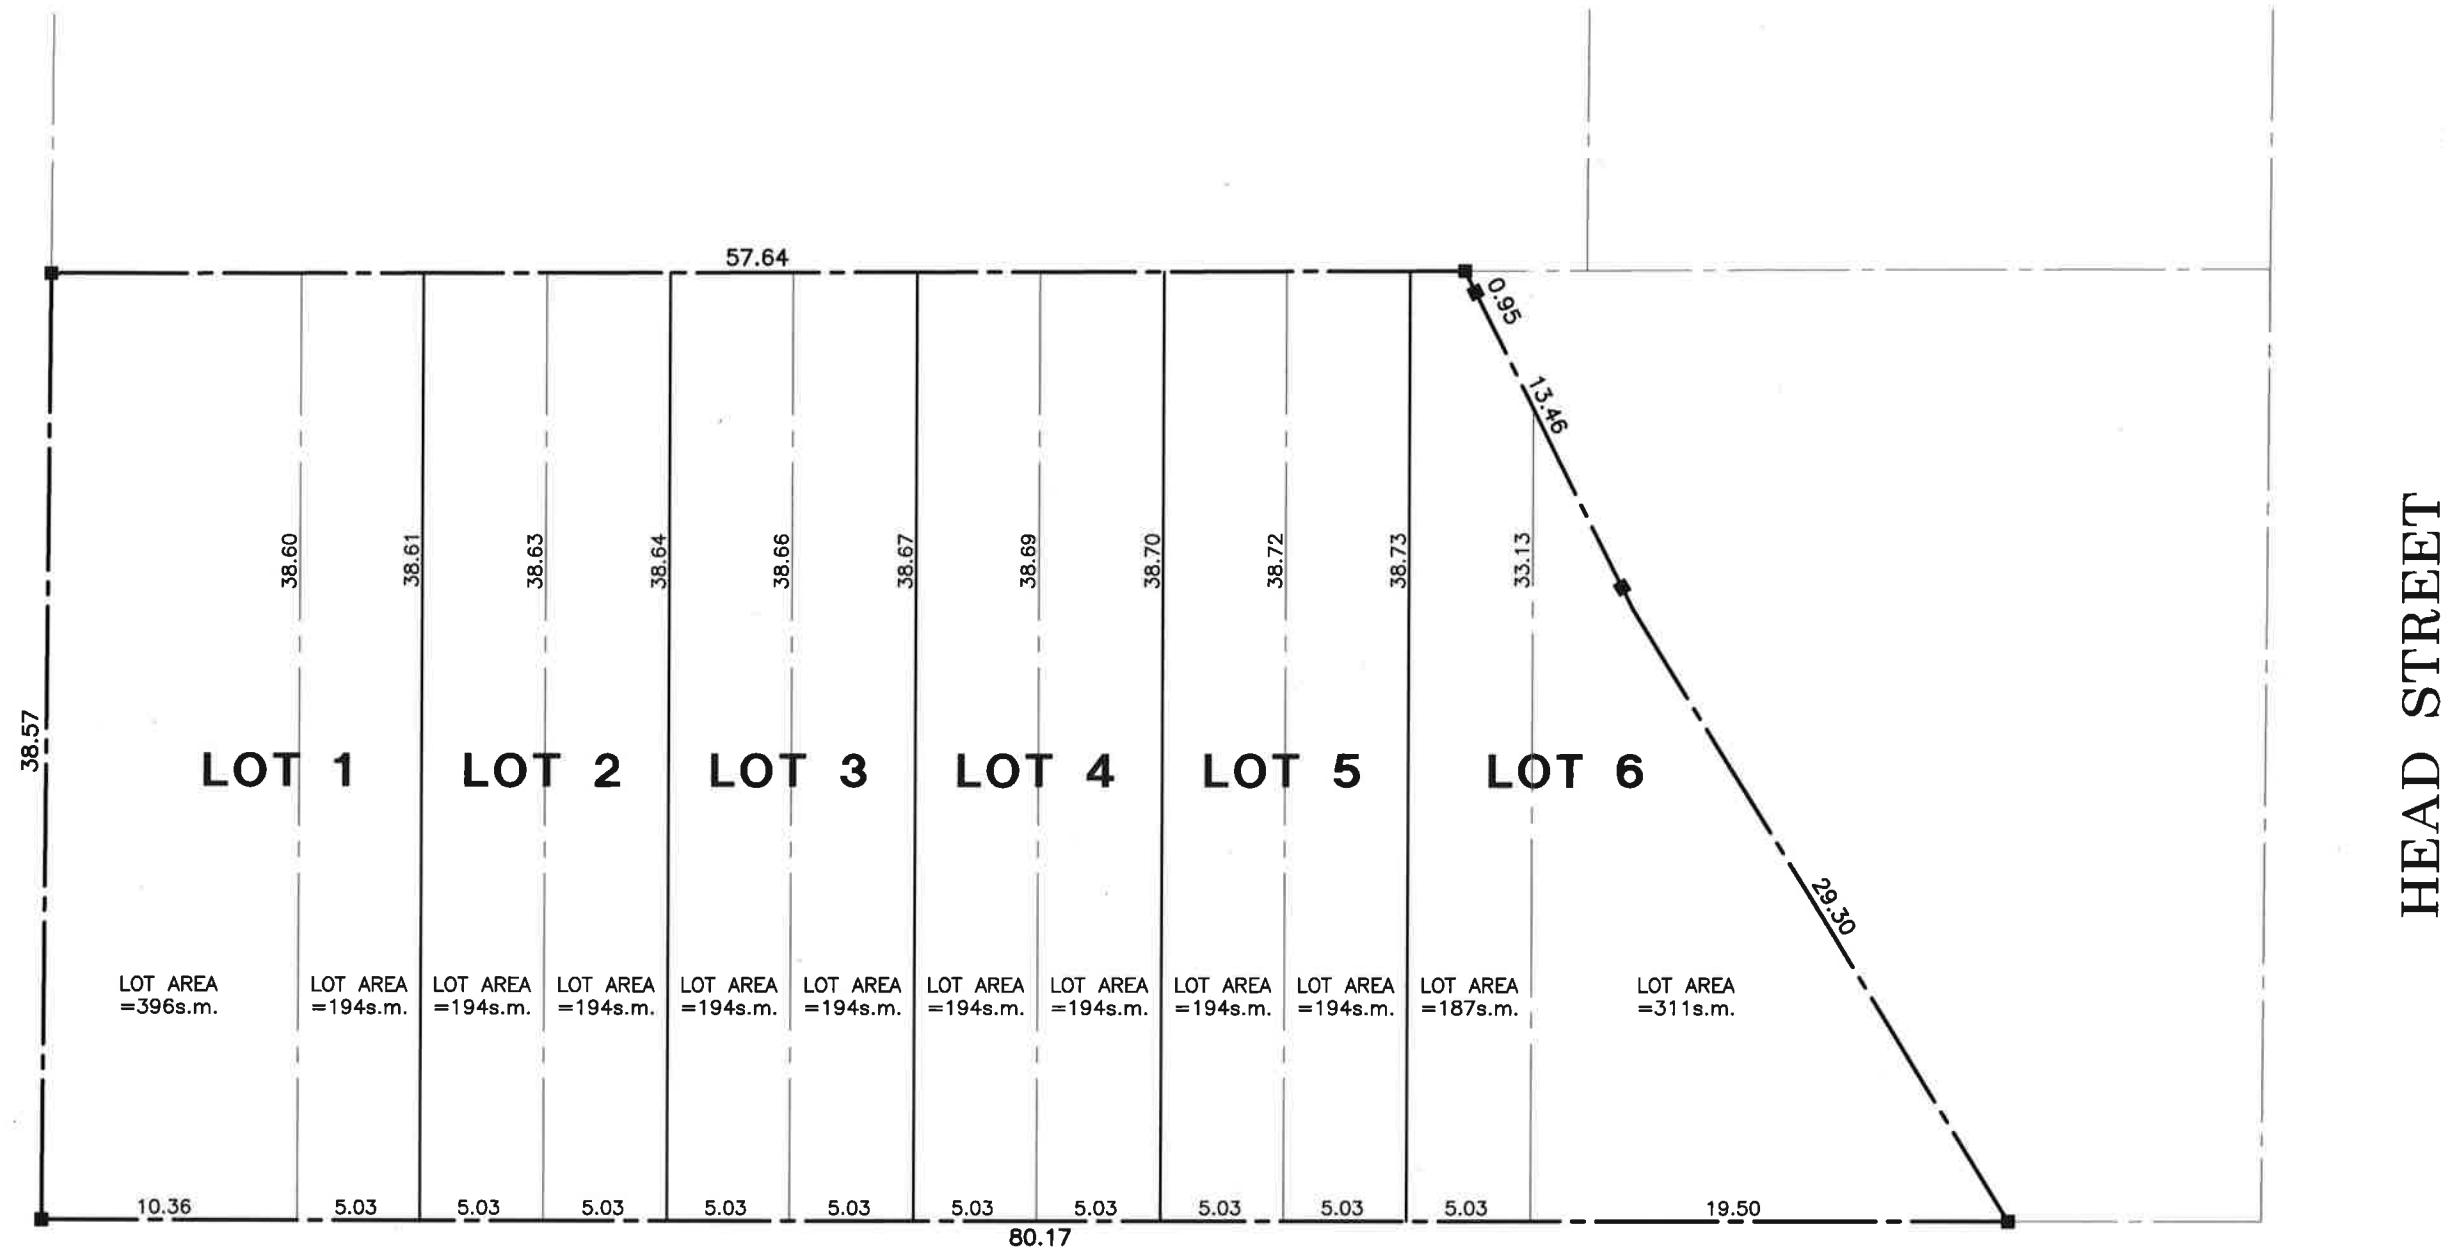 57.64
0.95
13.46
38.60
38.61
38.63
38.64
38.66
38.67
38.69
38.70
38.72
38.73
33.13
HEAD STREET
38.57
LOT 1
LOT 2
LOT 3
LOT 4
LOT 5
LOT 6
29.30
LOT AREA
=396s.m.
LOT AREA
=194s.m.
LOT AREA
=194s.m.
LOT AREA
=194s.m.
LOT AREA
=194s.m.
LOT AREA
=194s.m.
LOT AREA
=194s.m.
LOT AREA
=194s.m.
LOT AREA
=194s.m.
LOT AREA
=194s.m.
LOT AREA
=187s.m.
LOT AREA
=311s.m.
10.36
5.03
5.03
5.03
5.03
5.03
5.03
5.03
5.03
5.03
5.03
19.50
80.17